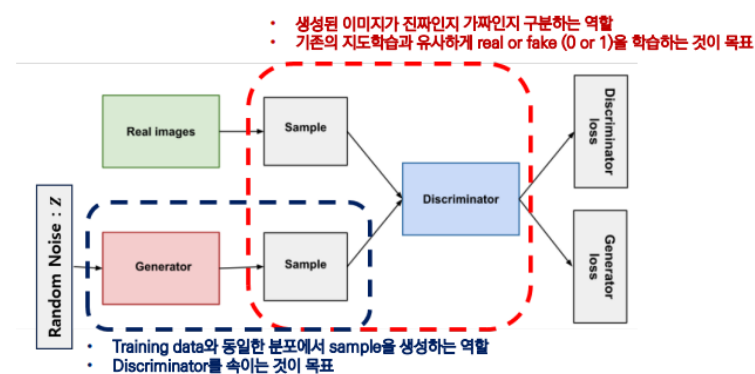 • 생성된 이미지가 진짜인지 가짜인지 구분하는 역할
• 기존의 지도학습과 유사하게 real or fake (0 or 1)을 학습하는 것이 목표
Real images
Sample
Discriminator
loss
Discriminator
Random Noise : Z
Generator
Sample
Generator
loss
• Training data와 동일한 분포에서 sample을 생성하는 역할
• Discriminator를 속이는 것이 목표